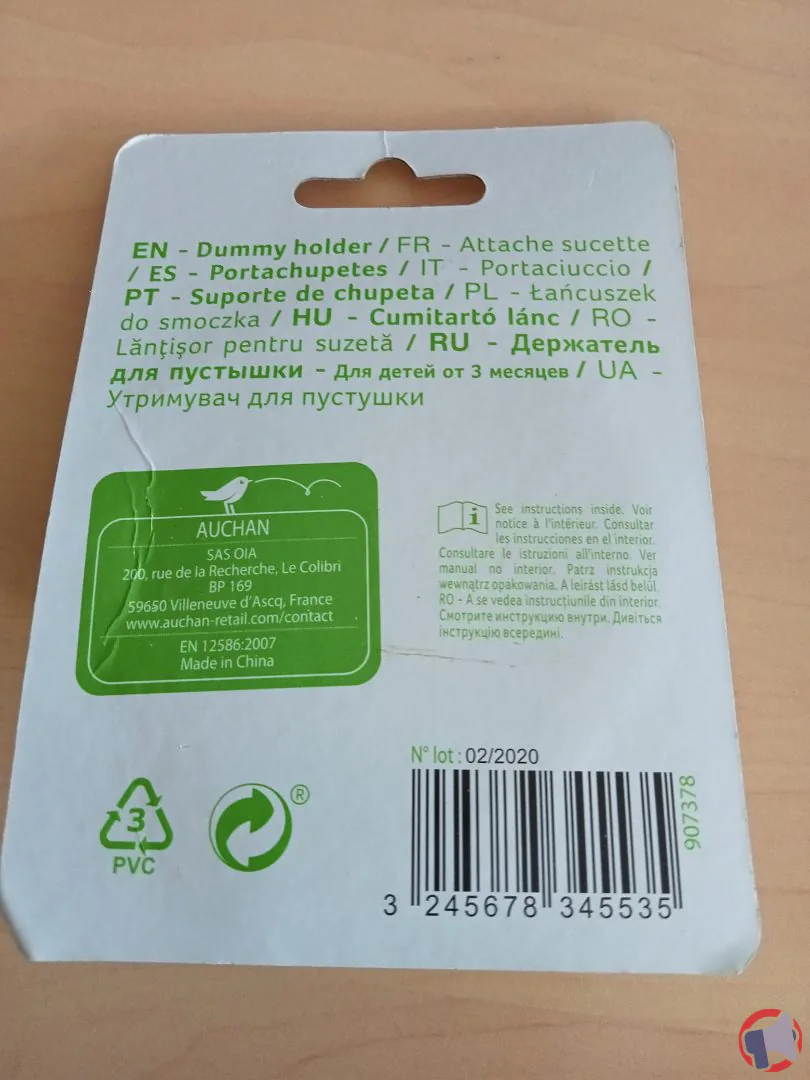 EN - Dummy holder / FR - Attache sucette
/ ES - Portachupetes / IT - Portaciuccio /
PT - Suporte de chupeta / PL - Łańcuszek
do smoczka / HU - Cumitartó lánc / RO -
Lănţişor pentru suzetă / RU - Держатель
для пустышки - Для детей от 3 месяцев / UA -
Утримувач для пустушки
AUCHAN
SAS OIA
200, rue de la Recherche, Le Colibri
BP 169
59650 Villeneuve d'Ascq, France
www.auchan-retail.com/contact
EN 12586:2007
Made in China
i
See instructions inside. Voir
notice à l'intérieur. Consultar
les instrucciones en el interior.
Consultare le istruzioni all'interno. Ver
manual no interior. Patrz instrukcja
wewnątrz opakowania. A leírást lásd belül.
RO - A se vedea instrucţiunile din interior.
Смотрите инструкцию внутри. Дивіться
інструкцію всередині.
N° lot : 02/2020
907378
3 245678 345535
3
PVC
®